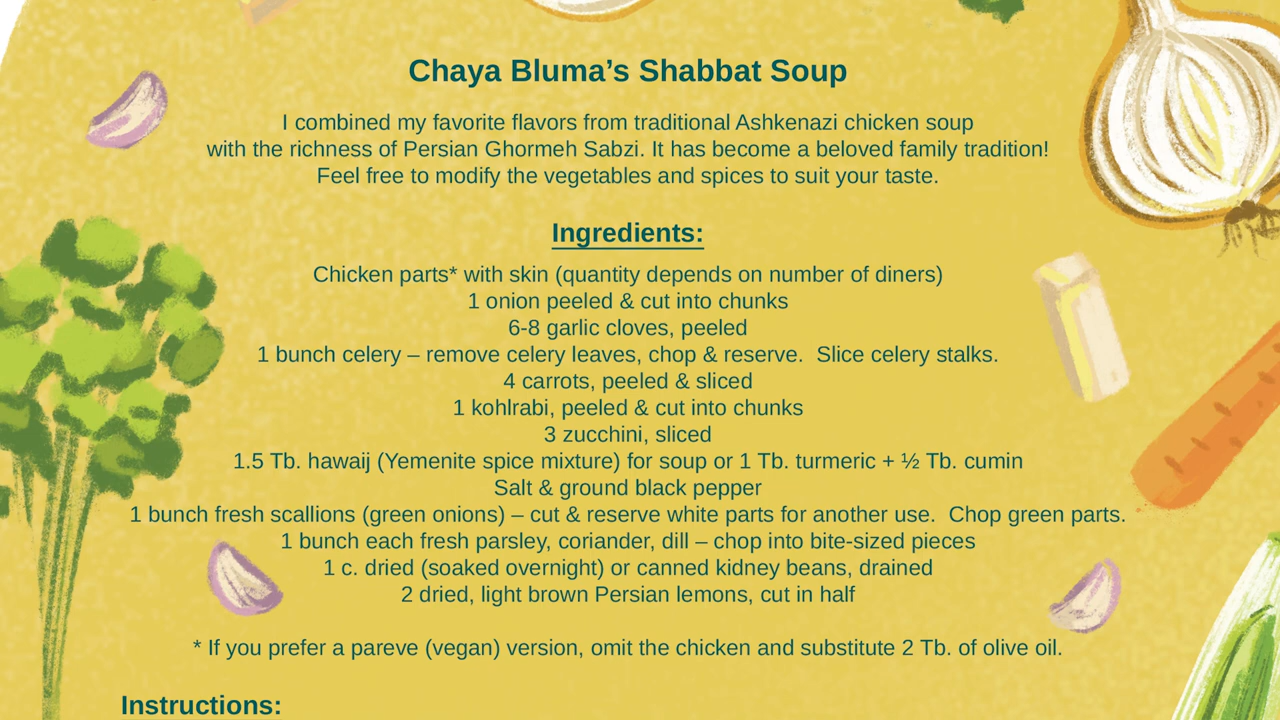 Chaya Bluma’s Shabbat Soup
I combined my favorite flavors from traditional Ashkenazi chicken soup
with the richness of Persian Ghormeh Sabzi. It has become a beloved family tradition!
Feel free to modify the vegetables and spices to suit your taste.
Ingredients:
Chicken parts* with skin (quantity depends on number of diners)
1 onion peeled & cut into chunks
6-8 garlic cloves, peeled
1 bunch celery – remove celery leaves, chop & reserve.  Slice celery stalks.
4 carrots, peeled & sliced
1 kohlrabi, peeled & cut into chunks
3 zucchini, sliced
1.5 Tb. hawaij (Yemenite spice mixture) for soup or 1 Tb. turmeric + ½ Tb. cumin
Salt & ground black pepper
1 bunch fresh scallions (green onions) – cut & reserve white parts for another use.  Chop green parts.
1 bunch each fresh parsley, coriander, dill – chop into bite-sized pieces
1 c. dried (soaked overnight) or canned kidney beans, drained
2 dried, light brown Persian lemons, cut in half
* If you prefer a pareve (vegan) version, omit the chicken and substitute 2 Tb. of olive oil.
Instructions: